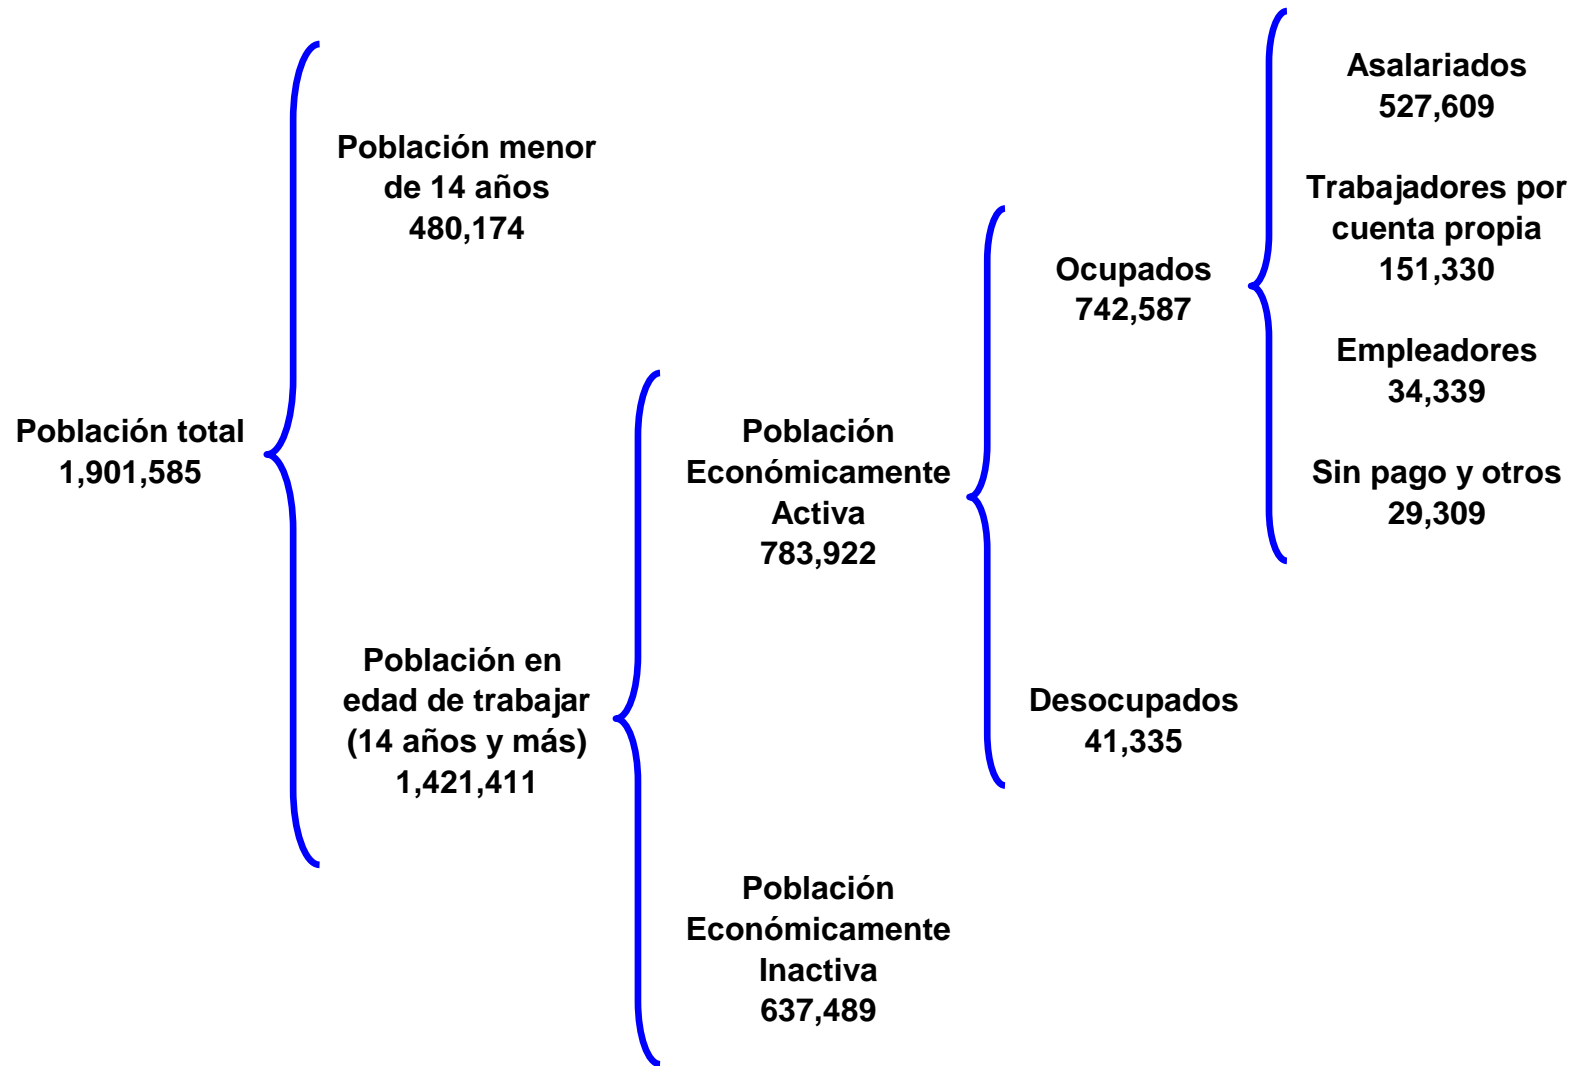 Población total
1,901,585
Población menor
de 14 años
480,174
Población en
edad de trabajar
(14 años y más)
1,421,411
Población
Económicamente
Activa
783,922
Población
Económicamente
Inactiva
637,489
Ocupados
742,587
Desocupados
41,335
Asalariados
527,609
Trabajadores por
cuenta propia
151,330
Empleadores
34,339
Sin pago y otros
29,309